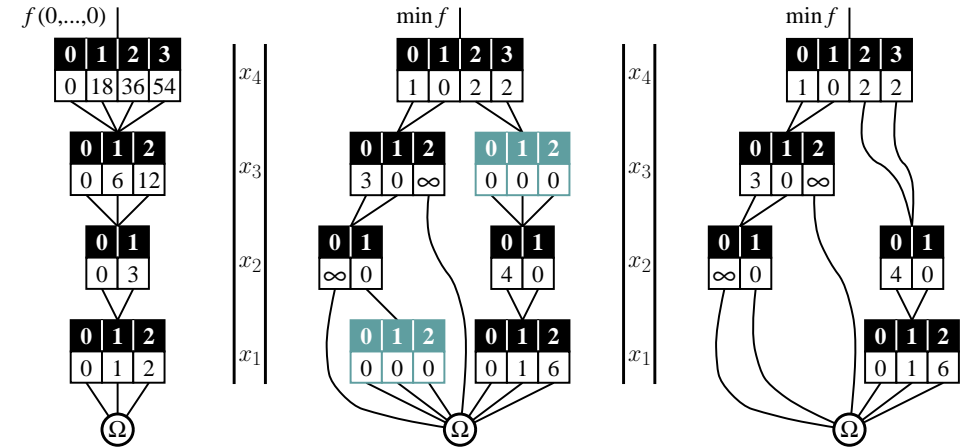 f(0,...,0)
0 1 2 3
0 18 36 54
0 1 2
0 6 12
0 1
0 3
0 1 2
0 1 2
Ω
x4
x3
x2
x1
min f
0 1 2 3
1 0 2 2
0 1 2
3 0 ∞
0 1 2
0 0 0
0 1
∞ 0
0 1
4 0
0 1 2
0 0 0
0 1 2
0 1 6
Ω
x4
x3
x2
x1
min f
0 1 2 3
1 0 2 2
0 1 2
3 0 ∞
0 1
∞ 0
0 1
4 0
0 1 2
0 1 6
Ω